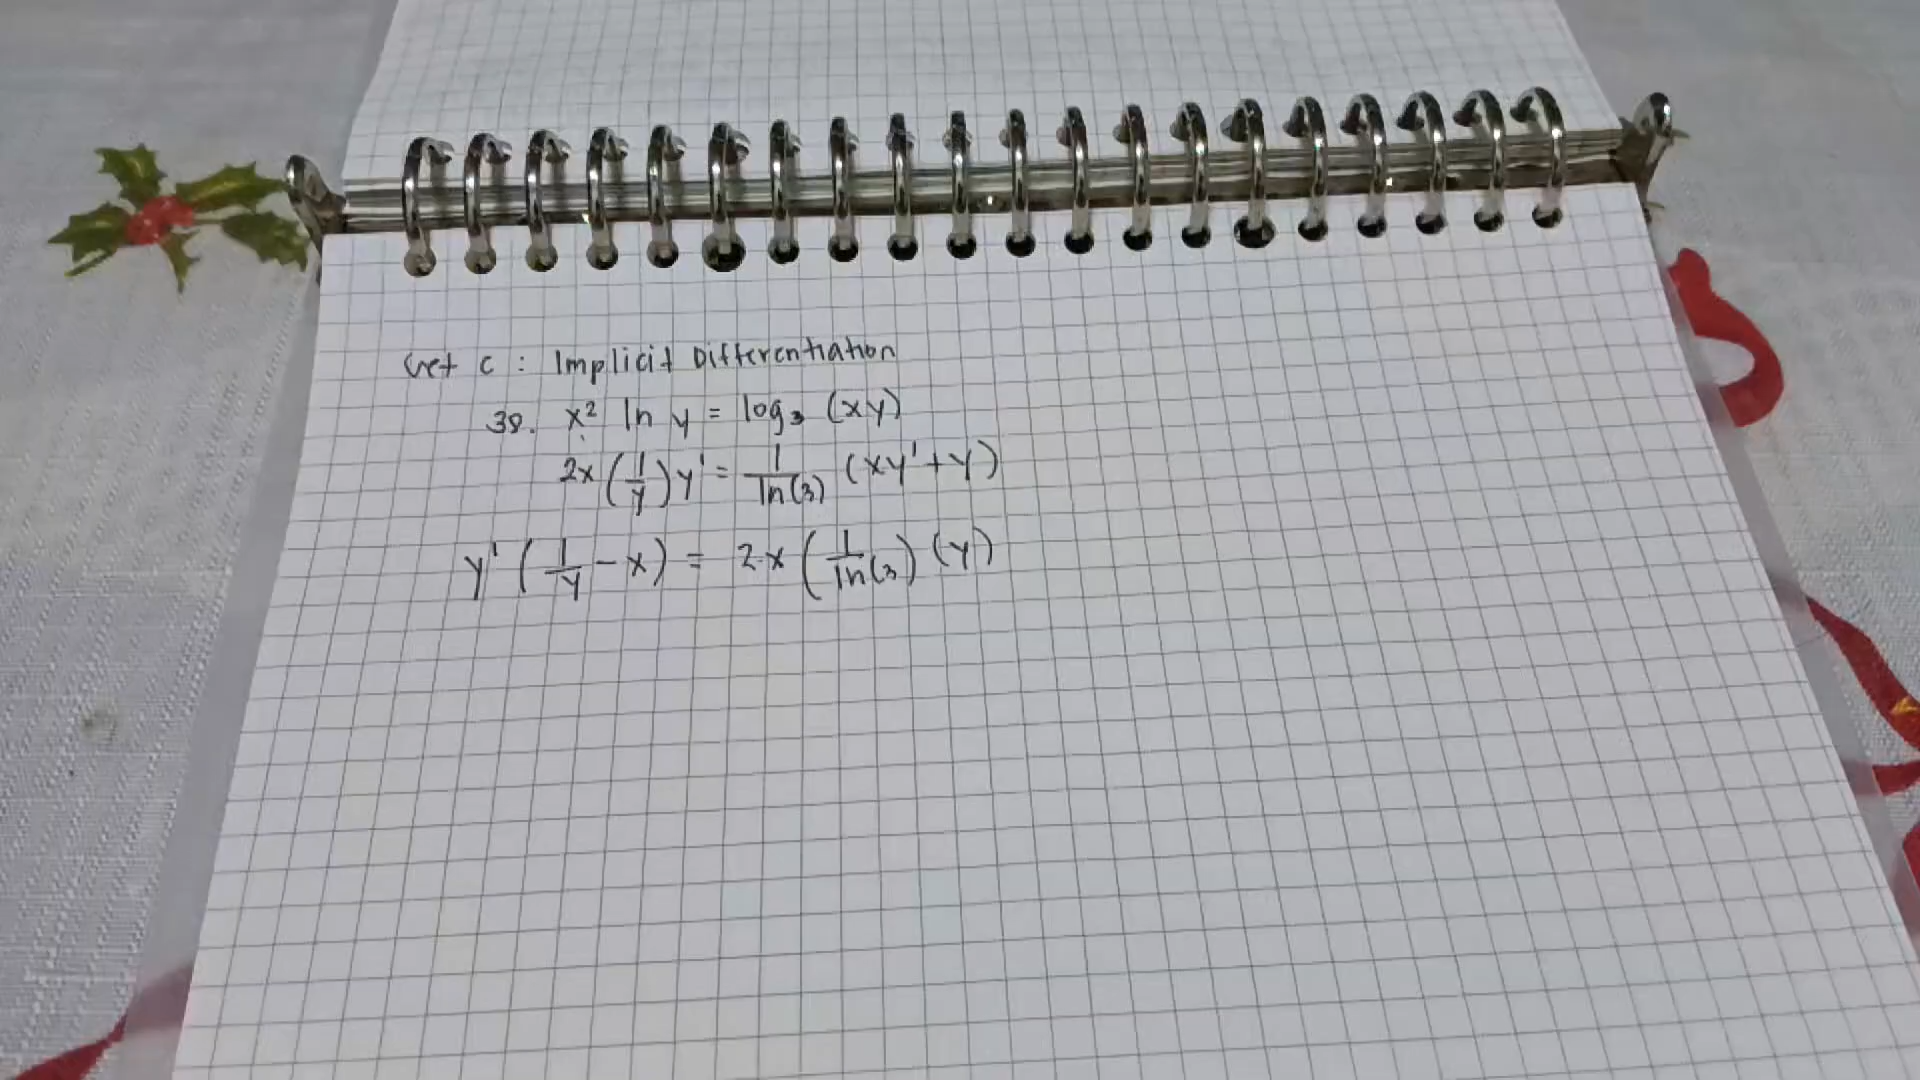 Set C : Implicit Differentiation
38. x² ln y = log₃ (xy)
2x (1/y) y' = 1/ln(3) (xy' + y)
y' (1/y - x) = 2x (1/ln(3) (y)